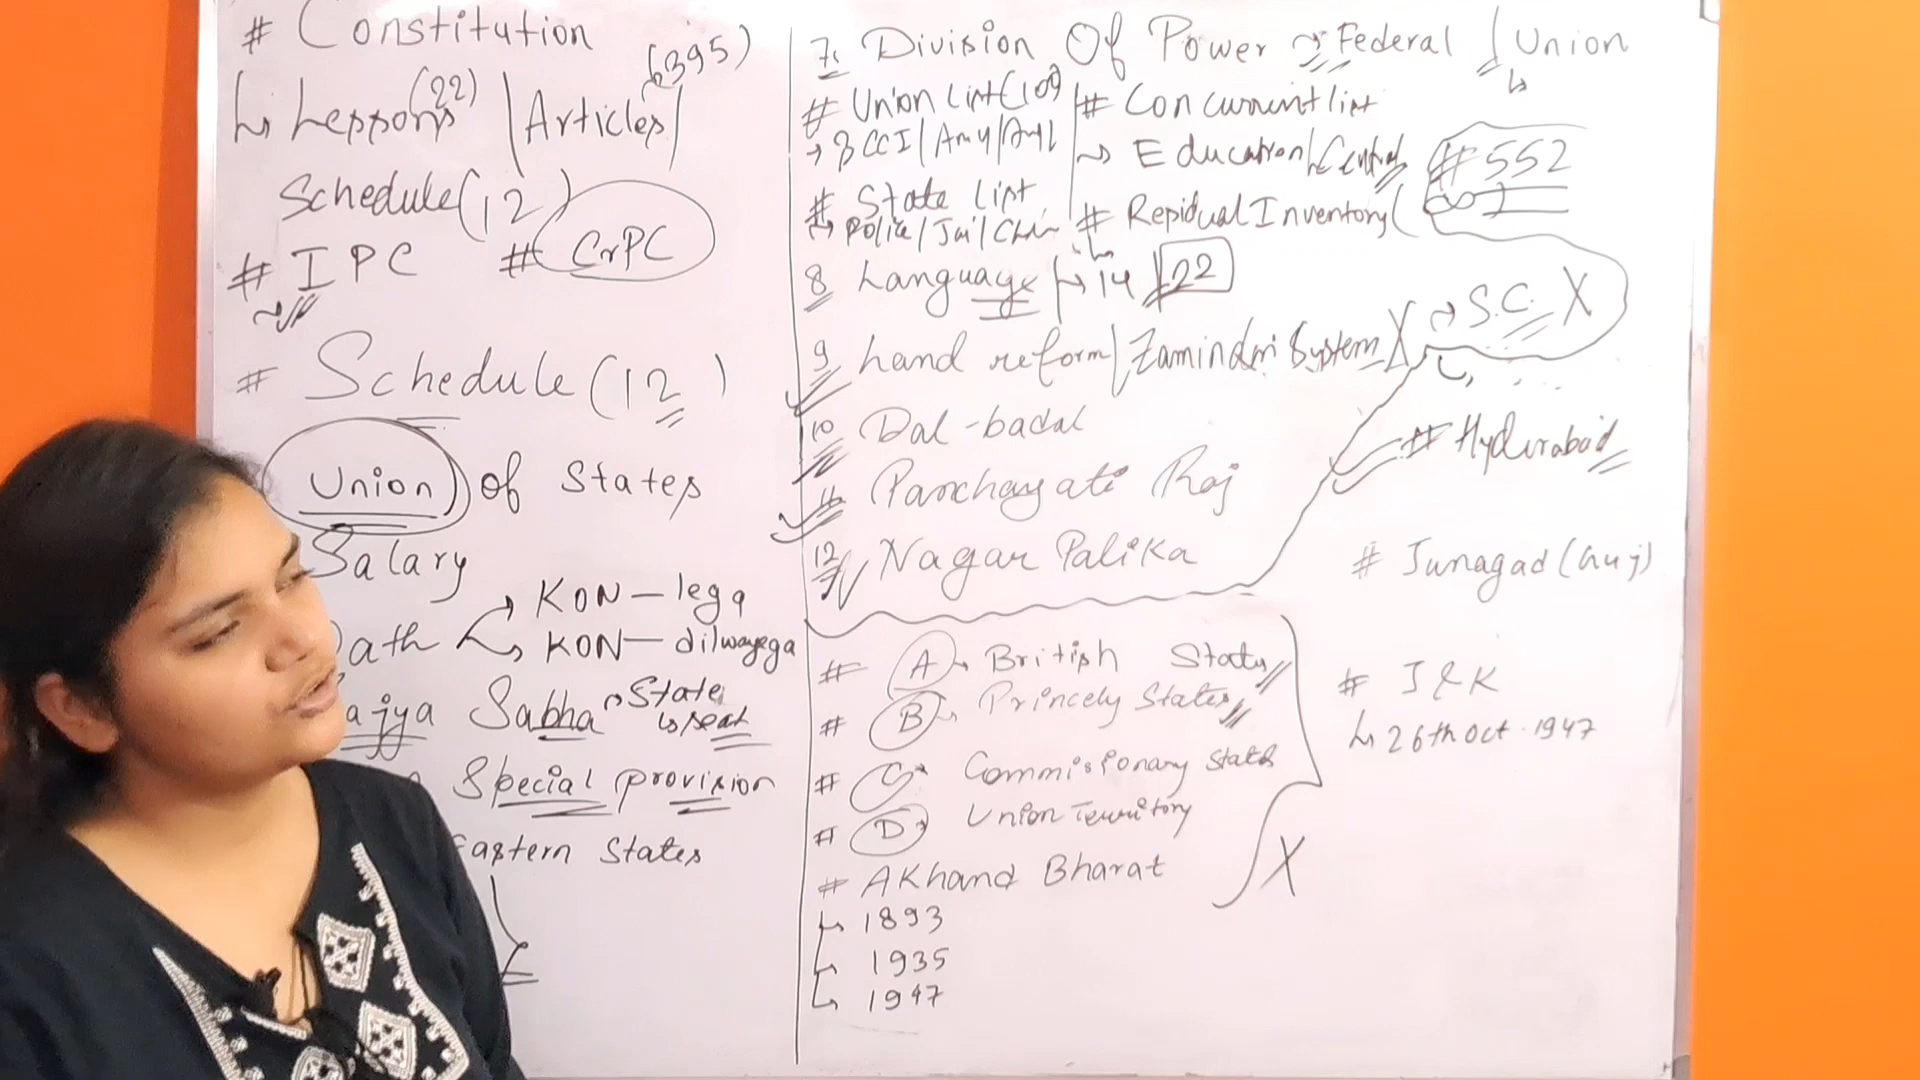 # Constitution
↳ Lessons(22) |Articles(395)|
Schedule(12)
# IPC # CrPC
# Schedule(12)
Union of States
Salary
Oath → KON-lega
↳ KON-dilwayega
Rajya Sabha → State
↳ seat
Special provision
Eastern States
7. Division Of Power → Federal / Union
# Union List(100)
→ BCCI/Army/
# State list
↳ Police/Jail/
# Concurrent list
→ Education/
# Residual Inventory(
# 552
8 Language → 14 22
9 Land reform/Zamindari System X → S.C. X
10 Dal-badal
11 Panchayati Raj
12 Nagar Palika
# A British States
# B Princely States
# C Commissionary States
# D Union Territory
# AKhand Bharat X
↳ 1893
↳ 1935
↳ 1947
# Hyderabad
# Junagad (Guj)
# J & K
↳ 26th Oct. 1947